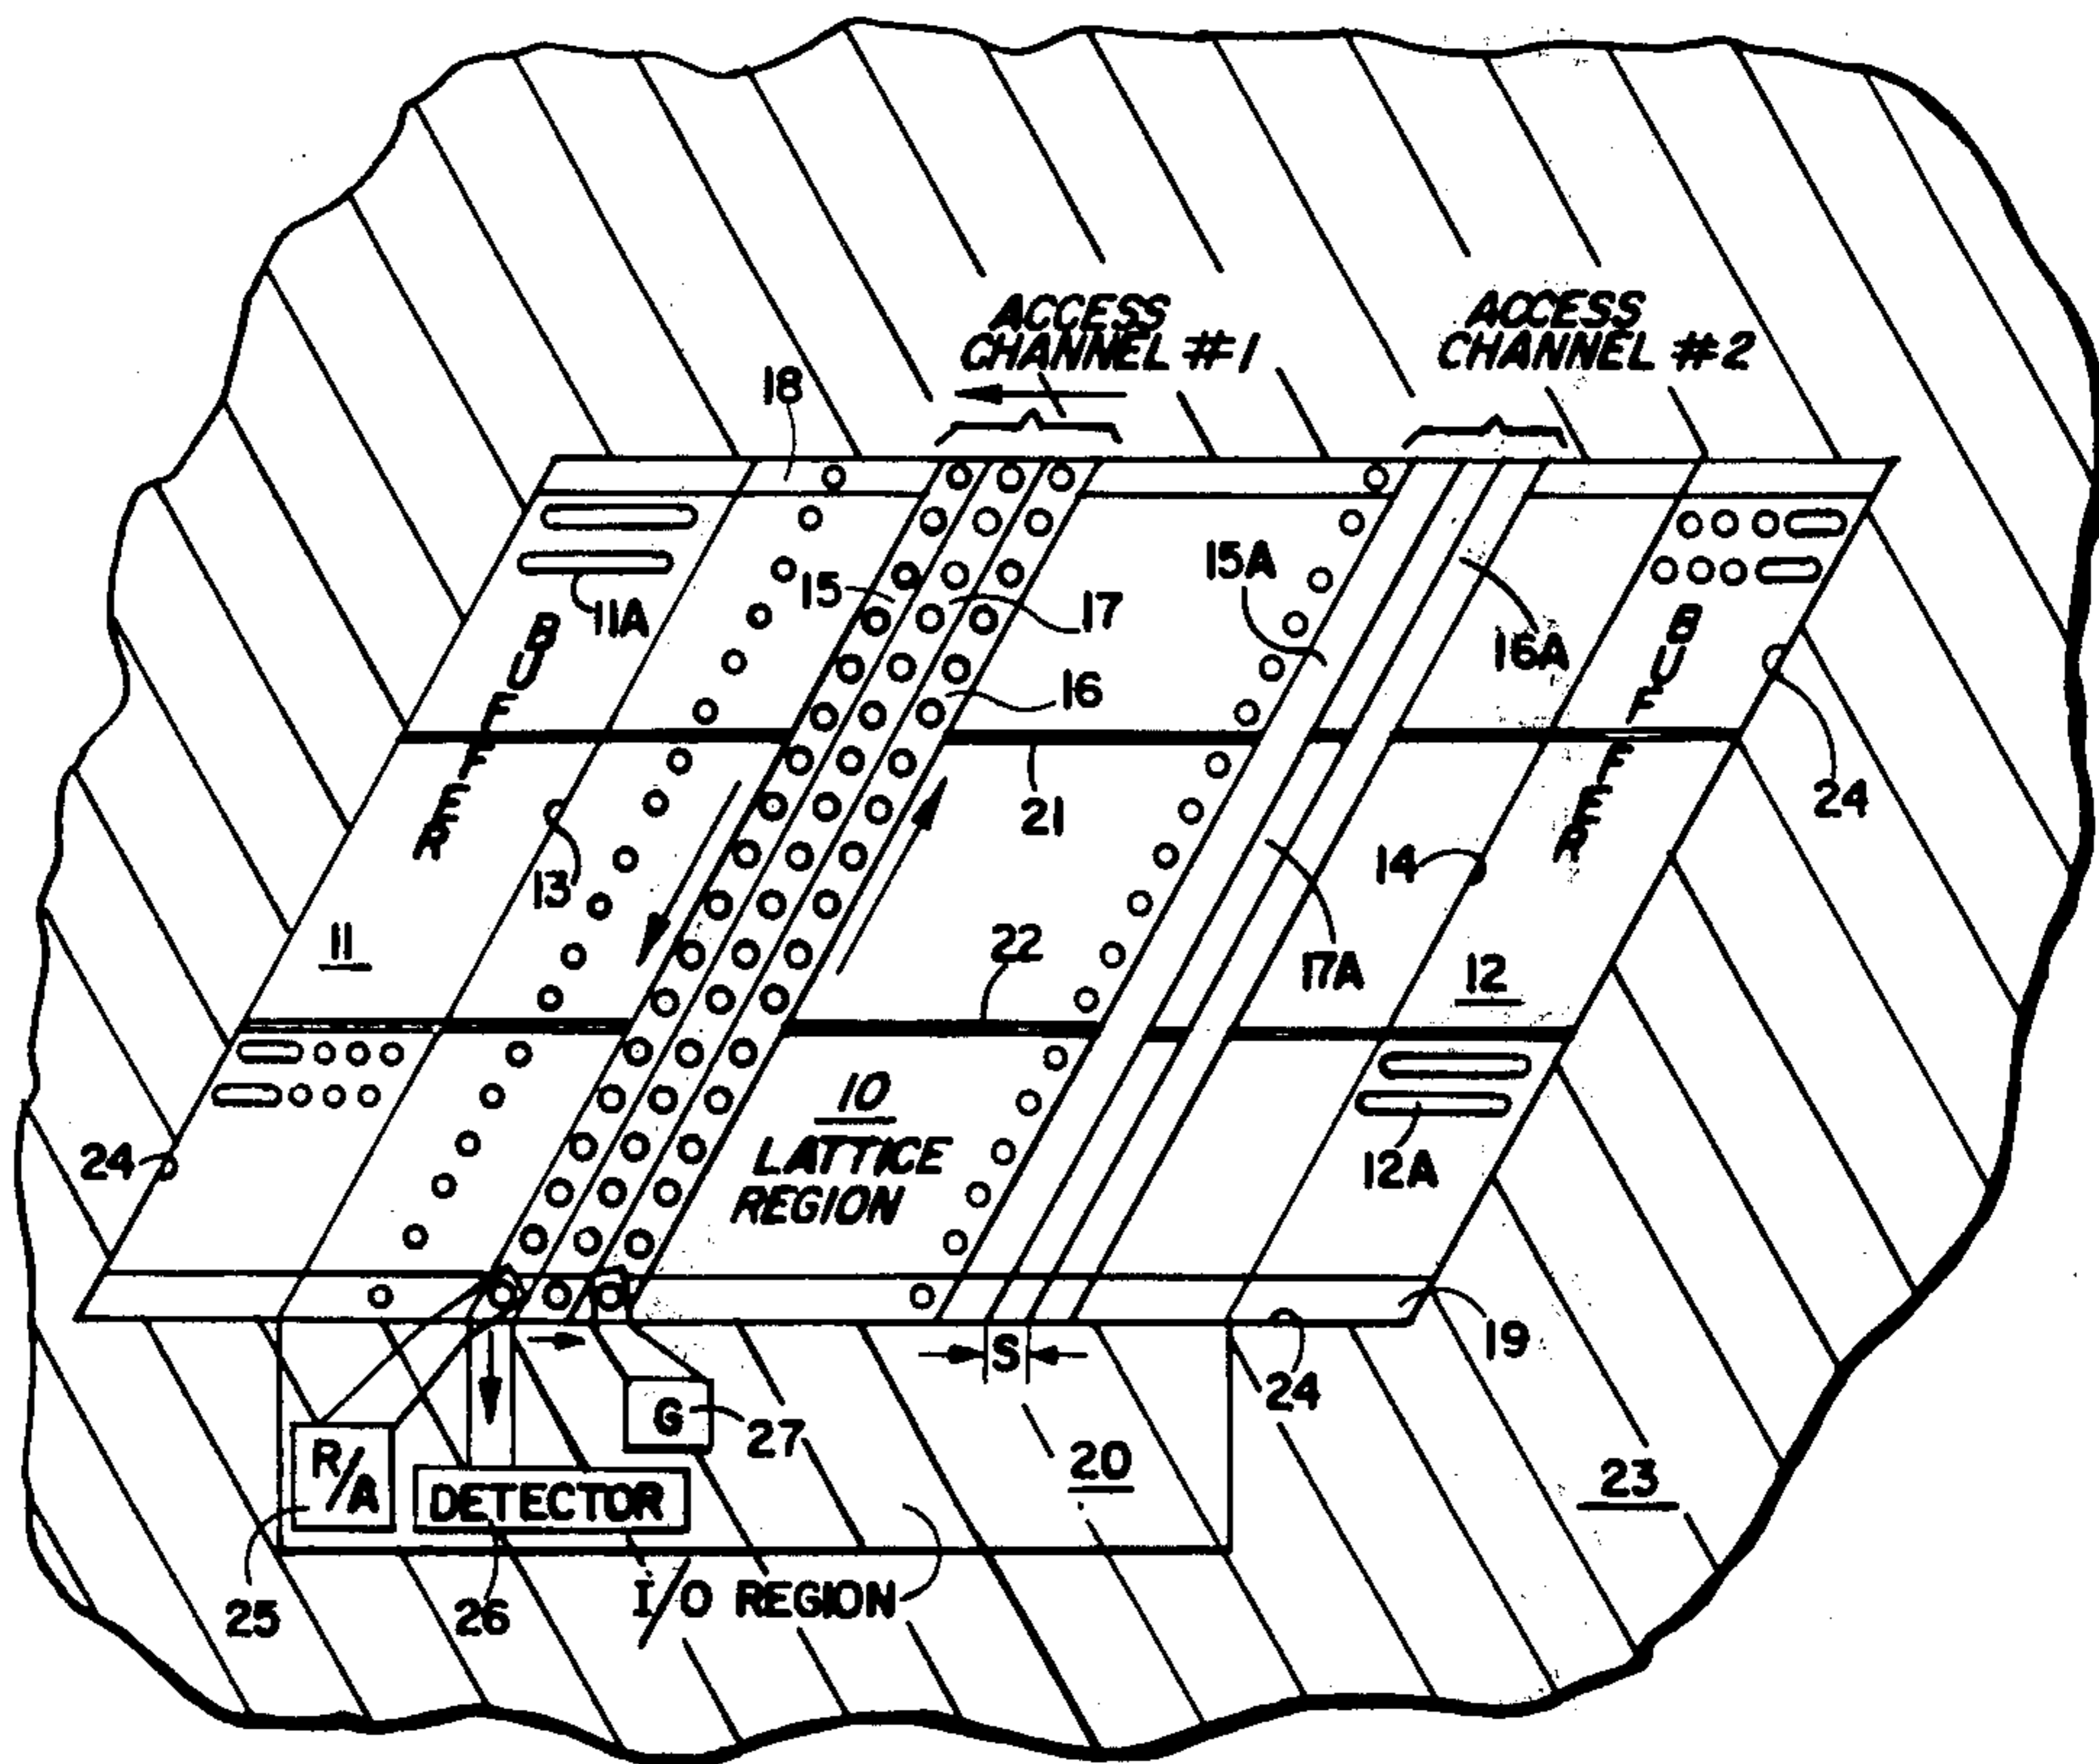 ACCESS
CHANNEL #1
ACCESS
CHANNEL #2
18
11A
15
17
15A
16
16A
BUFFER
BUFFER
21
24
13
14
11
22
17A
12
10
LATTICE
REGION
24
12A
19
S
24
G
27
R/A
DETECTOR
20
23
25
26
I/O REGION